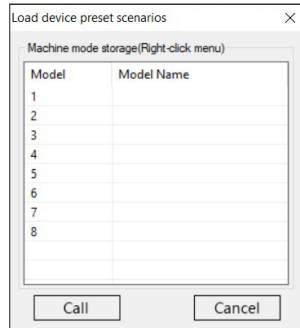 Load device preset scenarios
Machine mode storage(Right-click menu)
Model Model Name
1
2
3
4
5
6
7
8
Call Cancel